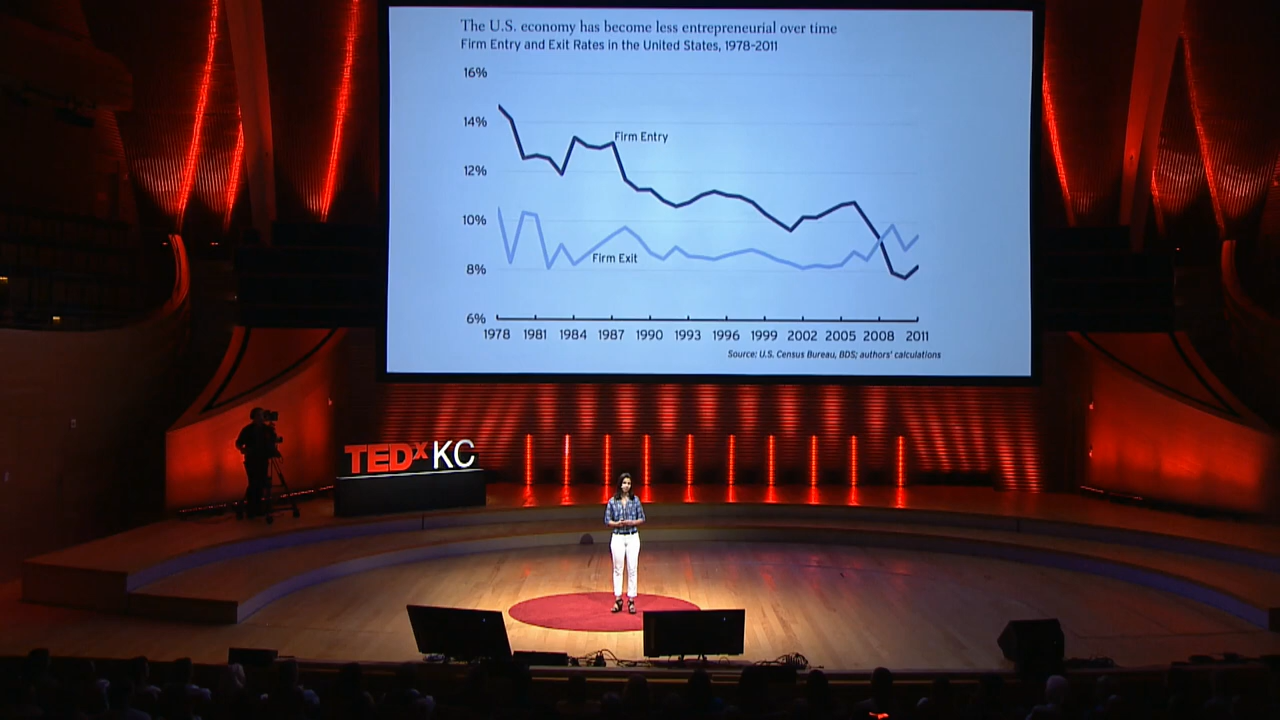 The U.S. economy has become less entrepreneurial over time
Firm Entry and Exit Rates in the United States, 1978-2011
16%
14%
Firm Entry
12%
10%
Firm Exit
8%
6%
1978 1981 1984 1987 1990 1993 1996 1999 2002 2005 2008 2011
Source: U.S. Census Bureau, BDS; authors' calculations
TEDx KC